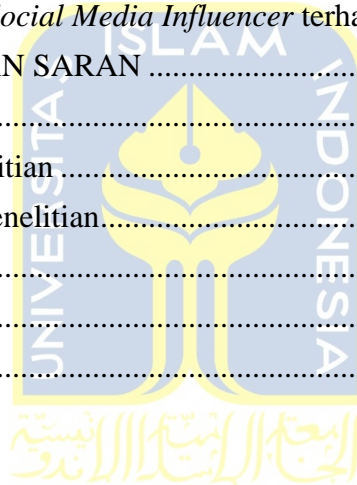 Social Media Influencer terha
N SARAN ..............................
..........................................
itian ....................................
enelitian..............................
..........................................
..........................................
..........................................
UNIVERSITAS ISLAM INDONESIA